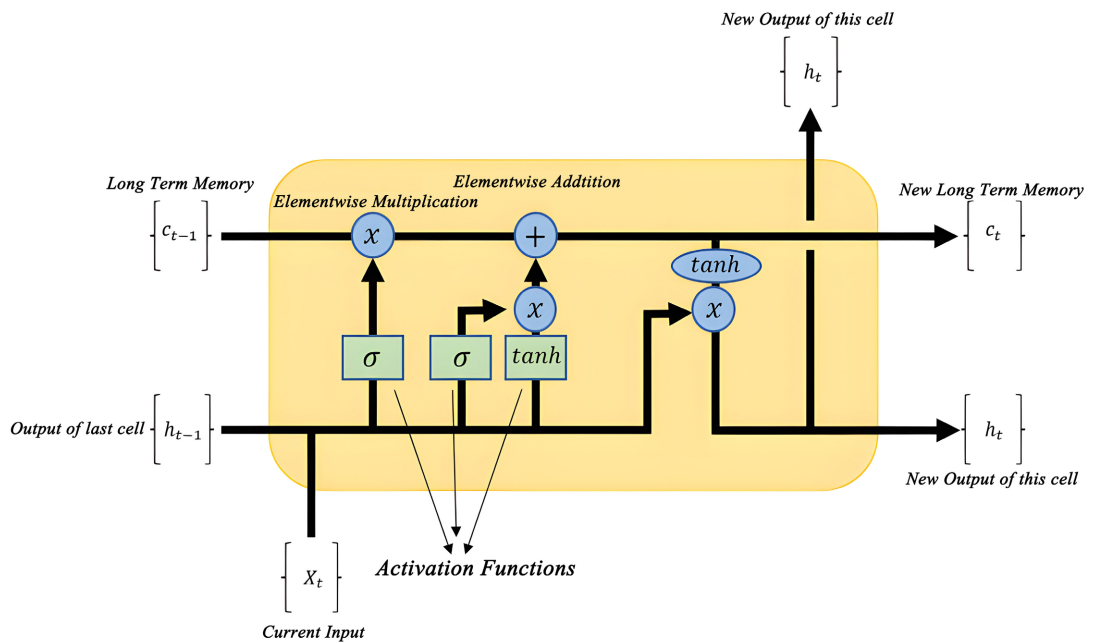 New Output of this cell
h_t
Long Term Memory
Elementwise Addtition
New Long Term Memory
Elementwise Multiplication
c_{t-1}
x
+
c_t
tanh
x
x
σ
σ
tanh
Output of last cell
h_{t-1}
h_t
New Output of this cell
Activation Functions
X_t
Current Input